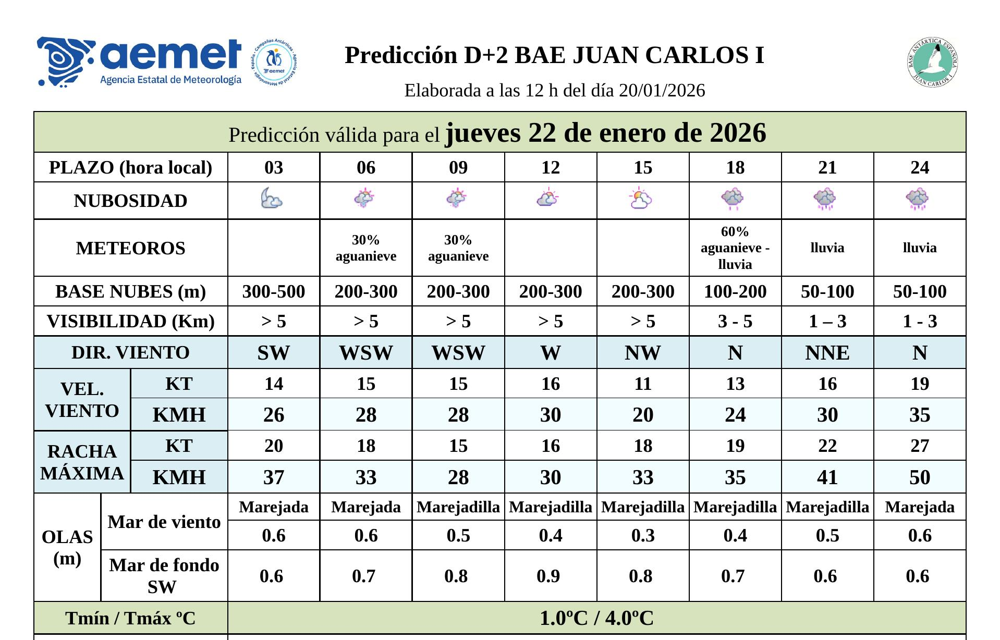 aemet
Agencia Estatal de Meteorología
Campañas Antárticas · Agencia Estatal de Meteorología · España ·
aemet
Predicción D+2 BAE JUAN CARLOS I
Elaborada a las 12 h del día 20/01/2026
BASE ANTÁRTICA ESPAÑOLA
JUAN CARLOS I
Predicción válida para el jueves 22 de enero de 2026
PLAZO (hora local) 03 06 09 12 15 18 21 24
NUBOSIDAD
METEOROS
30%
aguanieve
30%
aguanieve
60%
aguanieve -
lluvia
lluvia
lluvia
BASE NUBES (m) 300-500 200-300 200-300 200-300 200-300 100-200 50-100 50-100
VISIBILIDAD (Km) > 5 > 5 > 5 > 5 > 5 3 - 5 1 – 3 1 - 3
DIR. VIENTO SW WSW WSW W NW N NNE N
VEL.
VIENTO
KT 14 15 15 16 11 13 16 19
KMH 26 28 28 30 20 24 30 35
RACHA
MÁXIMA
KT 20 18 15 16 18 19 22 27
KMH 37 33 28 30 33 35 41 50
OLAS
(m)
Mar de viento
Marejada Marejada Marejadilla Marejadilla Marejadilla Marejadilla Marejadilla Marejada
0.6 0.6 0.5 0.4 0.3 0.4 0.5 0.6
Mar de fondo
SW
0.6 0.7 0.8 0.9 0.8 0.7 0.6 0.6
Tmín / Tmáx ºC 1.0ºC / 4.0ºC